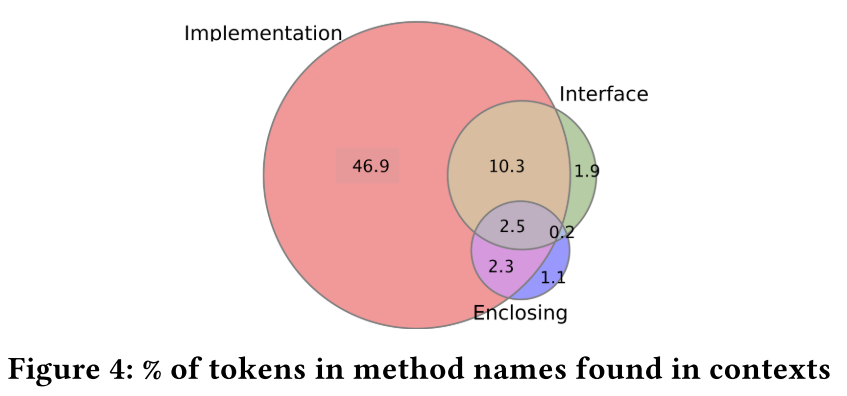 Implementation
Interface
46.9
10.3
1.9
2.5
0.2
2.3
1.1
Enclosing
Figure 4: % of tokens in method names found in contexts